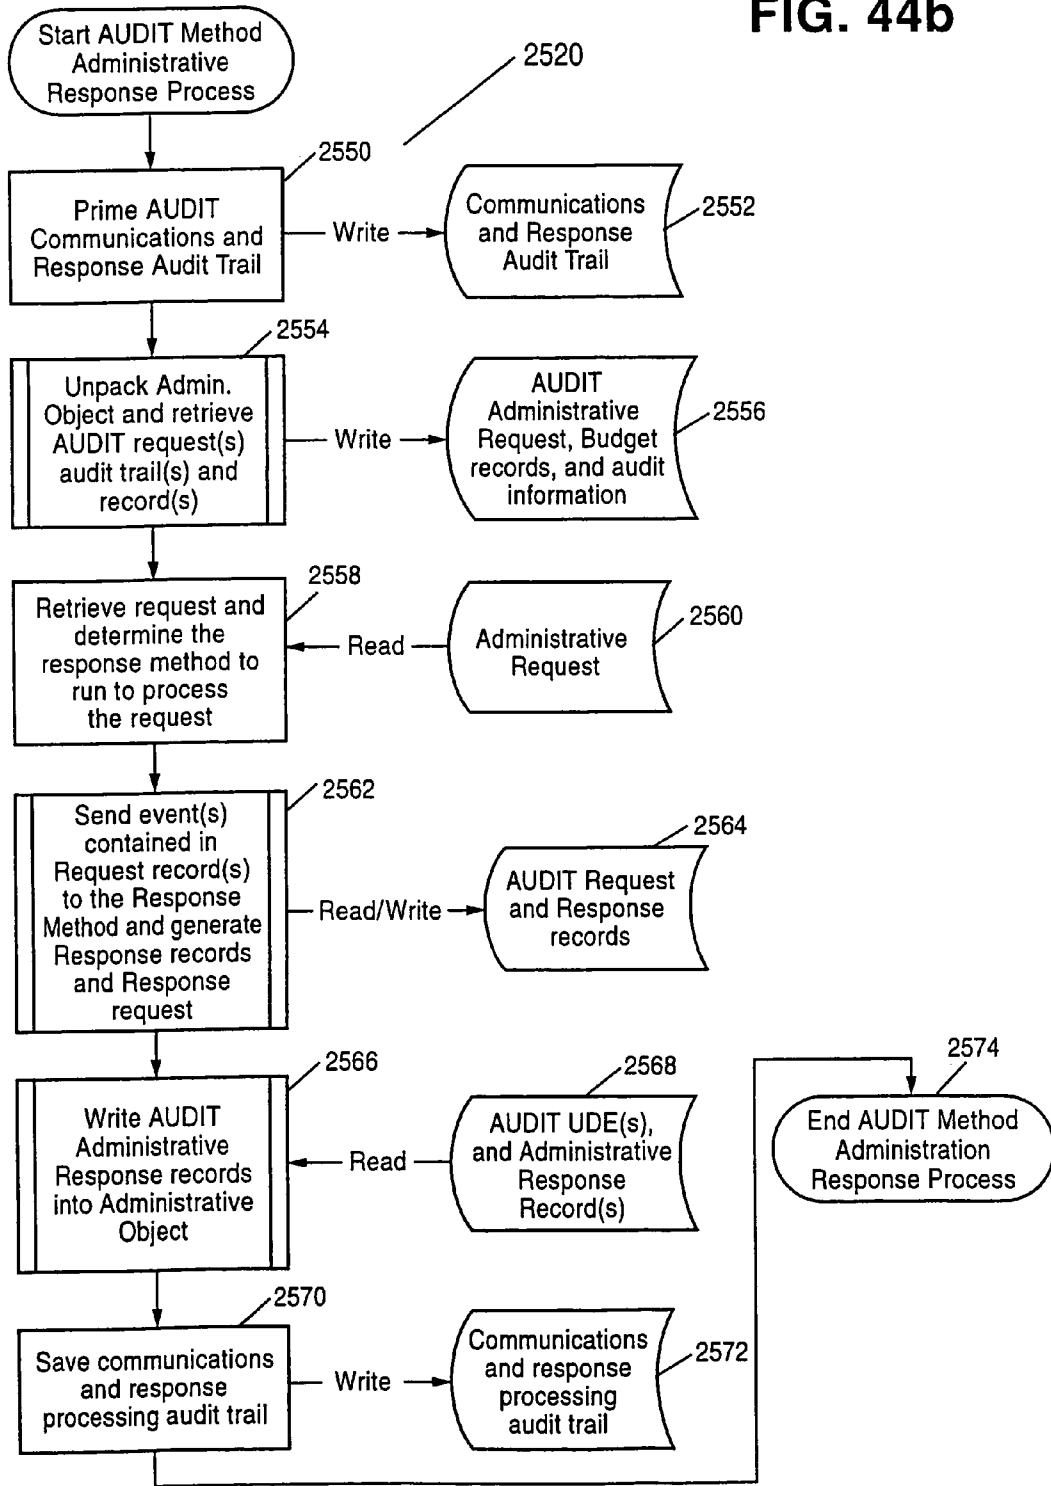 FIG. 44b
Start AUDIT Method
Administrative
Response Process
2520
2550
Prime AUDIT
Communications and
Response Audit Trail
Write
Communications
and Response
Audit Trail
2552
2554
Unpack Admin.
Object and retrieve
AUDIT request(s)
audit trail(s) and
record(s)
Write
AUDIT
Administrative
Request, Budget
records, and audit
information
2556
2558
Retrieve request and
determine the
response method to
run to process
the request
Read
Administrative
Request
2560
2562
Send event(s)
contained in
Request record(s)
to the Response
Method and generate
Response records
and Response
request
Read/Write
2564
AUDIT Request
and Response
records
2566
Write AUDIT
Administrative
Response records
into Administrative
Object
Read
2568
AUDIT UDE(s),
and Administrative
Response
Record(s)
2574
End AUDIT Method
Administration
Response Process
2570
Save communications
and response
processing audit trail
Write
Communications
and response
processing
audit trail
2572